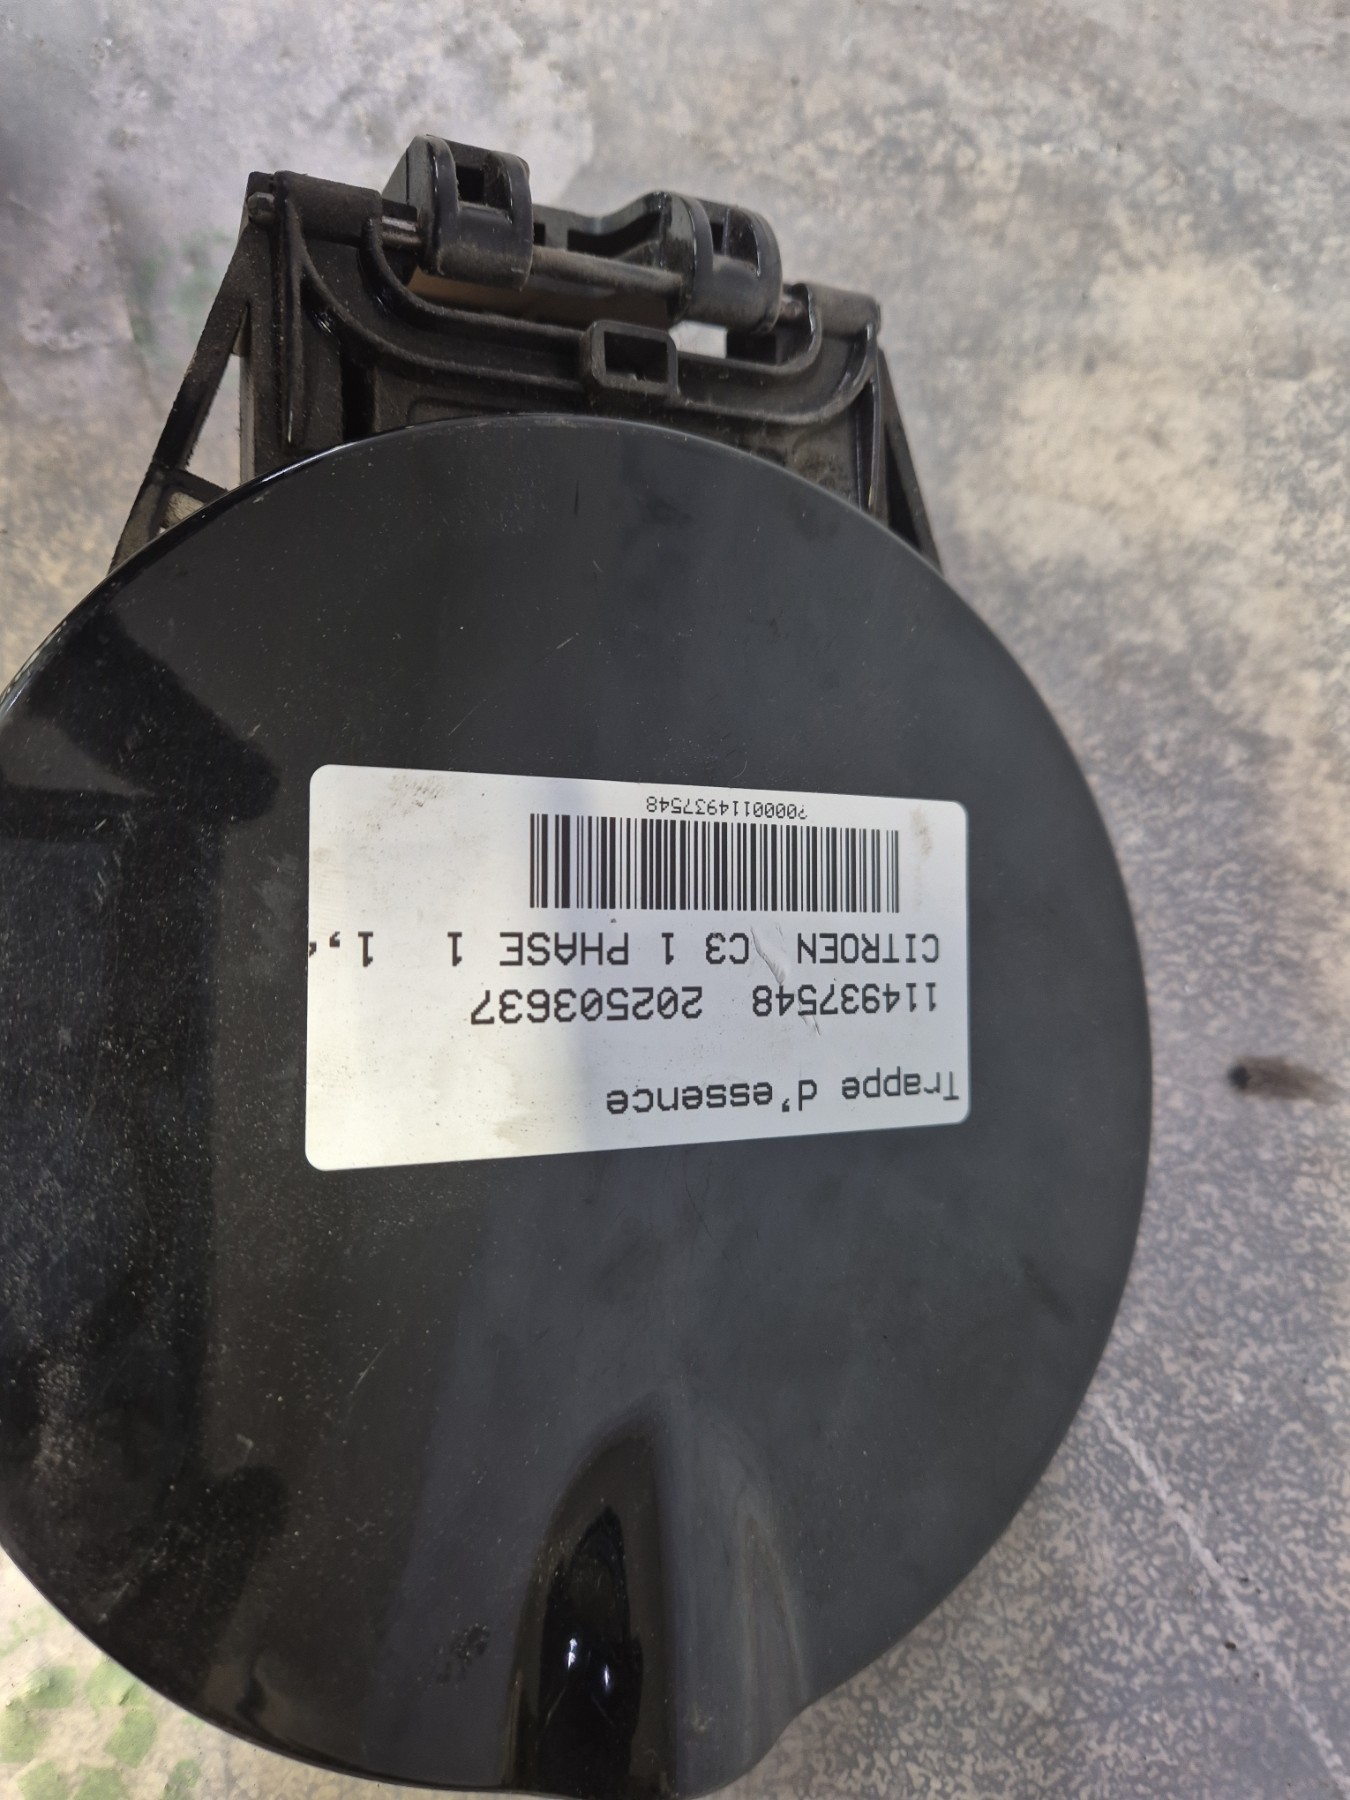 Trappe d'essence
114937548 202503637
CITROEN C3 1 PHASE 1 1,
?0000114937548